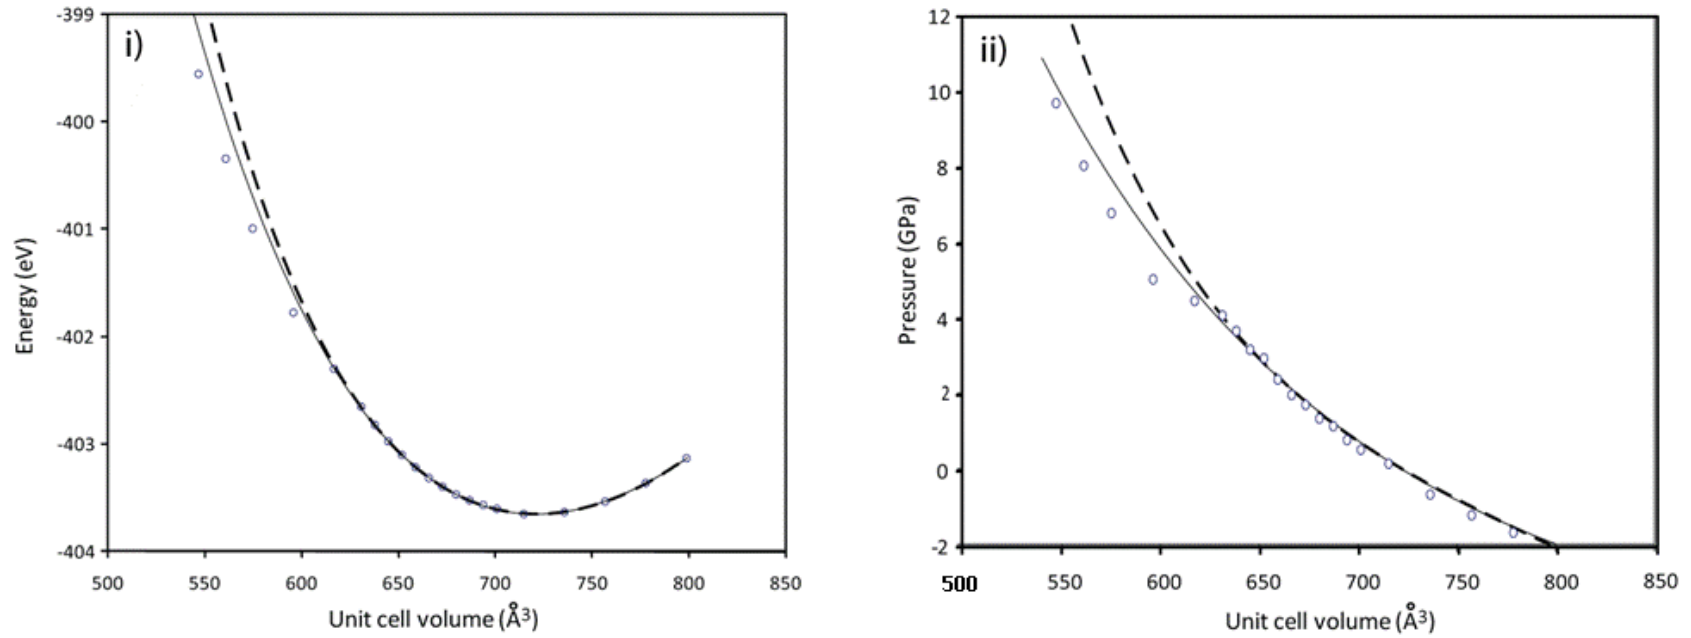 i)
-399
-400
-401
-402
-403
-404
Energy (eV)
500 550 600 650 700 750 800 850
Unit cell volume (Å³)
ii)
12
10
8
6
4
2
0
-2
Pressure (GPa)
500 550 600 650 700 750 800 850
Unit cell volume (Å³)